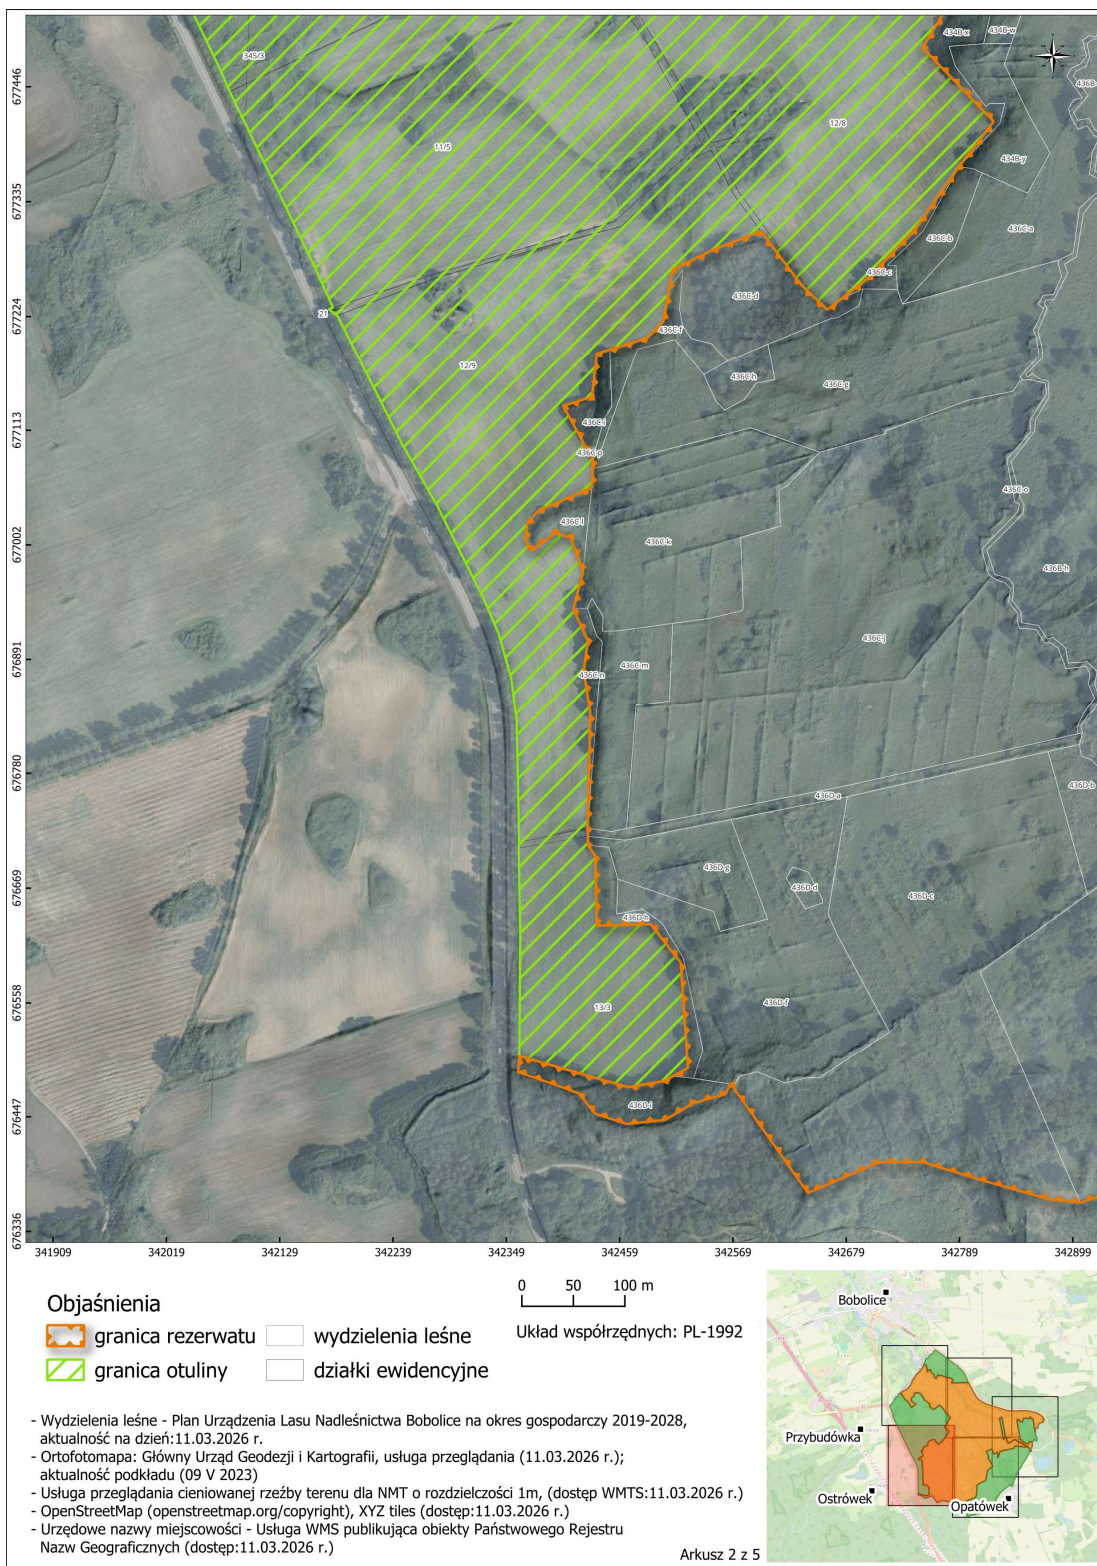 434B-x
434B-w
345/3
677446
436B-
12/8
11/5
434B-y
677335
436C-a
436C-b
436C-c
436C-d
677224
21
436C-f
12/9
436C-h
436C-g
677113
436C-i
436C-p
436C-o
677002
436C-l
436C-k
436B-h
676891
436C-j
436C-m
436C-n
676780
436D-b
436D-a
676669
436D-g
436D-d
436D-c
436D-h
676558
13/3
436D-f
676447
436D-i
676336
341909 342019 342129 342239 342349 342459 342569 342679 342789 342899
Objaśnienia
granica rezerwatu
wydzielenia leśne
granica otuliny
działki ewidencyjne
0 50 100 m
Układ współrzędnych: PL-1992
- Wydzielenia leśne - Plan Urządzenia Lasu Nadleśnictwa Bobolice na okres gospodarczy 2019-2028,
aktualność na dzień:11.03.2026 r.
- Ortofotomapa: Główny Urząd Geodezji i Kartografii, usługa przeglądania (11.03.2026 r.);
aktualność podkładu (09 V 2023)
- Usługa przeglądania cieniowanej rzeźby terenu dla NMT o rozdzielczości 1m, (dostęp WMTS:11.03.2026 r.)
- OpenStreetMap (openstreetmap.org/copyright), XYZ tiles (dostęp:11.03.2026 r.)
- Urzędowe nazwy miejscowości - Usługa WMS publikująca obiekty Państwowego Rejestru
Nazw Geograficznych (dostęp:11.03.2026 r.)
Arkusz 2 z 5
Bobolice
Przybudówka
Ostrówek
Opatówek